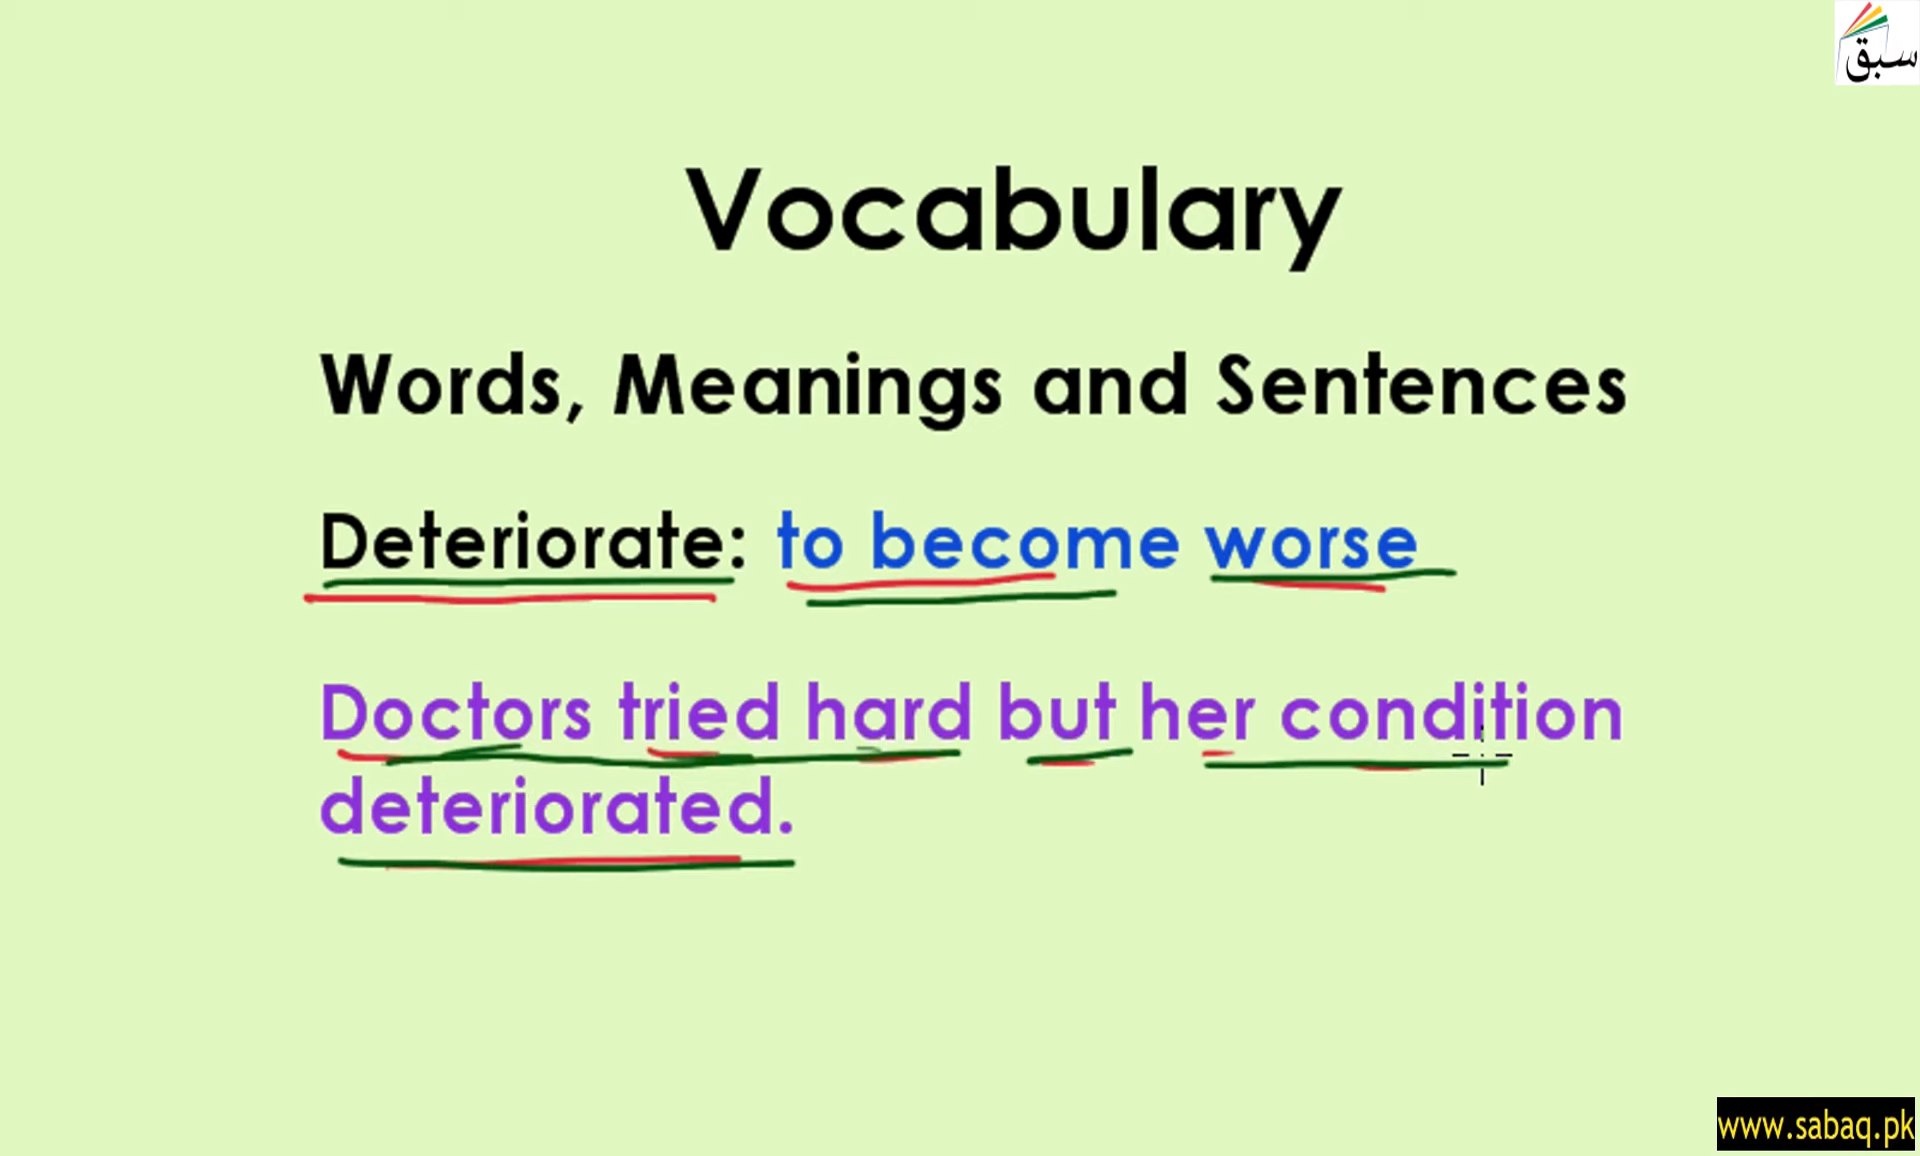 سبق
Vocabulary
Words, Meanings and Sentences
Deteriorate: to become worse
Doctors tried hard but her condition
deteriorated.
www.sabaq.pk